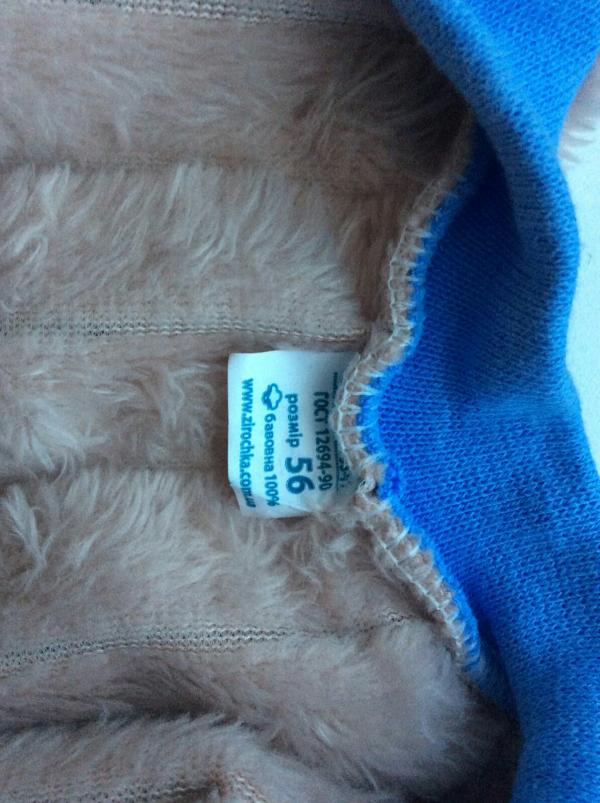 ГОСТ 12694-90
розмір 56
бавовна 100%
www.zirochka.com.ua